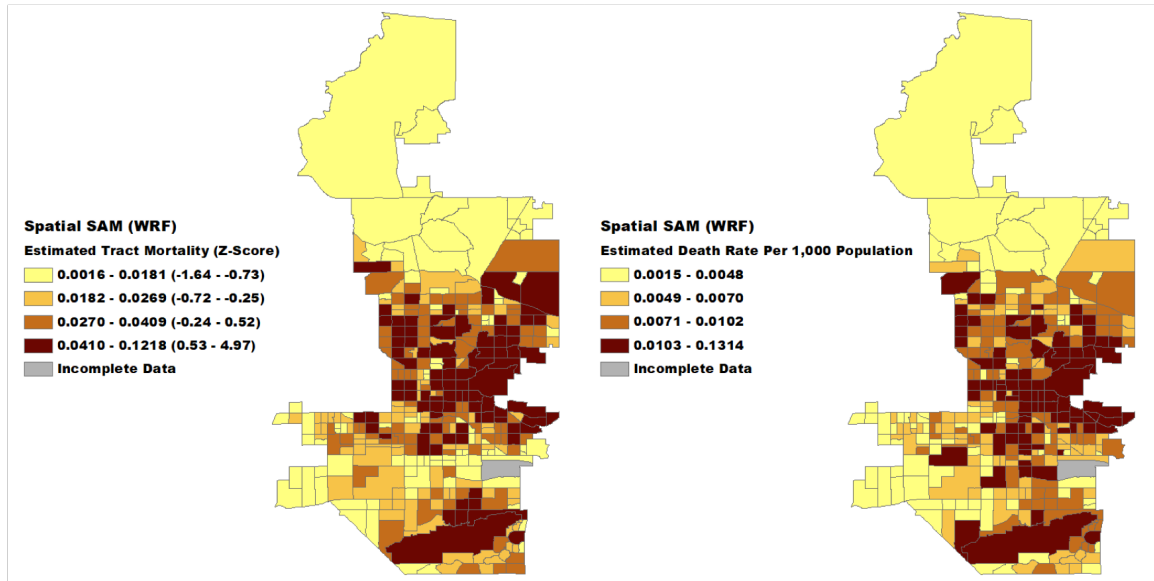 Spatial SAM (WRF)
Estimated Tract Mortality (Z-Score)
0.0016 - 0.0181 (-1.64 - -0.73)
0.0182 - 0.0269 (-0.72 - -0.25)
0.0270 - 0.0409 (-0.24 - 0.52)
0.0410 - 0.1218 (0.53 - 4.97)
Incomplete Data
Spatial SAM (WRF)
Estimated Death Rate Per 1,000 Population
0.0015 - 0.0048
0.0049 - 0.0070
0.0071 - 0.0102
0.0103 - 0.1314
Incomplete Data